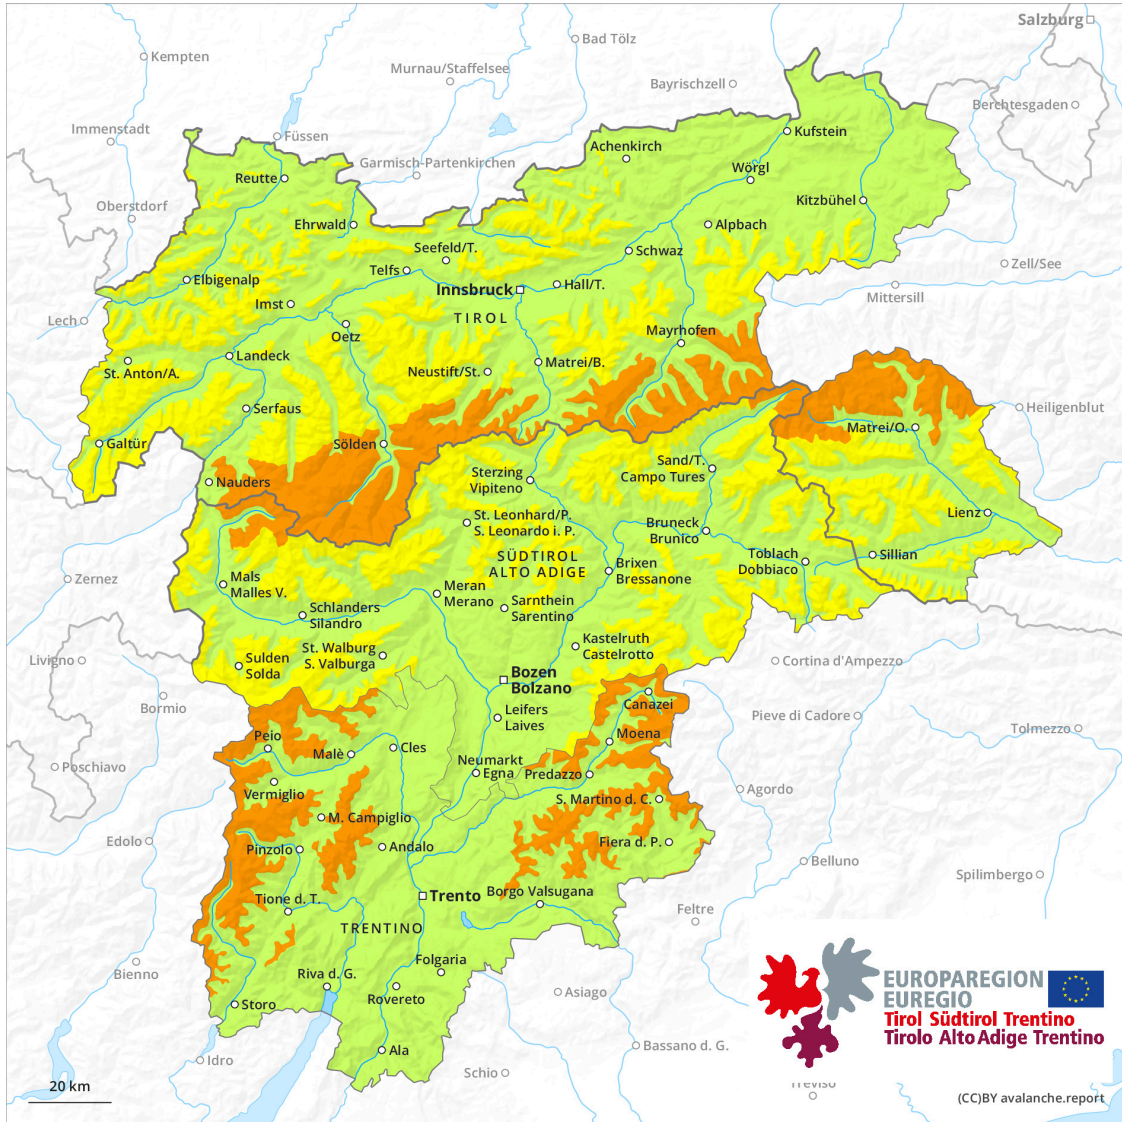 Salzburg
Bad Tölz
Kempten
Murnau/Staffelsee
Bayrischzell
Berchtesgaden
Immenstadt
Füssen
Kufstein
Achenkirch
Garmisch-Partenkirchen
Wörgl
Reutte
Oberstdorf
Kitzbühel
Ehrwald
Alpbach
Seefeld/T.
Schwaz
Telfs
Zell/See
Elbigenalp
Innsbruck
Hall/T.
Mittersill
Imst
Lech
TIROL
Oetz
Mayrhofen
Landeck
St. Anton/A.
Neustift/St.
Matrei/B.
Serfaus
Heiligenblut
Matrei/O.
Galtür
Sölden
Sand/T.
Campo Tures
Sterzing
Vipiteno
Nauders
Lienz
St. Leonhard/P.
S. Leonardo i. P.
Bruneck
Brunico
SÜDTIROL
ALTO ADIGE
Toblach
Dobbiaco
Sillian
Brixen
Bressanone
Zernez
Mals
Malles V.
Meran
Merano
Sarnthein
Sarentino
Schlanders
Silandro
Kastelruth
Castelrotto
St. Walburg
S. Valburga
Livigno
Sulden
Solda
Cortina d'Ampezzo
Bozen
Bolzano
Bormio
Canazei
Leifers
Laives
Pieve di Cadore
Tolmezzo
Peio
Moena
Malè
Cles
Neumarkt
Egna
Predazzo
Poschiavo
Vermiglio
Agordo
S. Martino d. C.
M. Campiglio
Edolo
Pinzolo
Andalo
Fiera d. P.
Belluno
Spilimbergo
Trento
Borgo Valsugana
Tione d. T.
Feltre
TRENTINO
Folgaria
Bienno
Riva d. G.
Rovereto
Asiago
Storo
EUROPAREGION
EUREGIO
Tirol Südtirol Trentino
Tirolo Alto Adige Trentino
Ala
Bassano d. G.
Idro
Schio
Treviso
20 km
(CC)BY avalanche.report